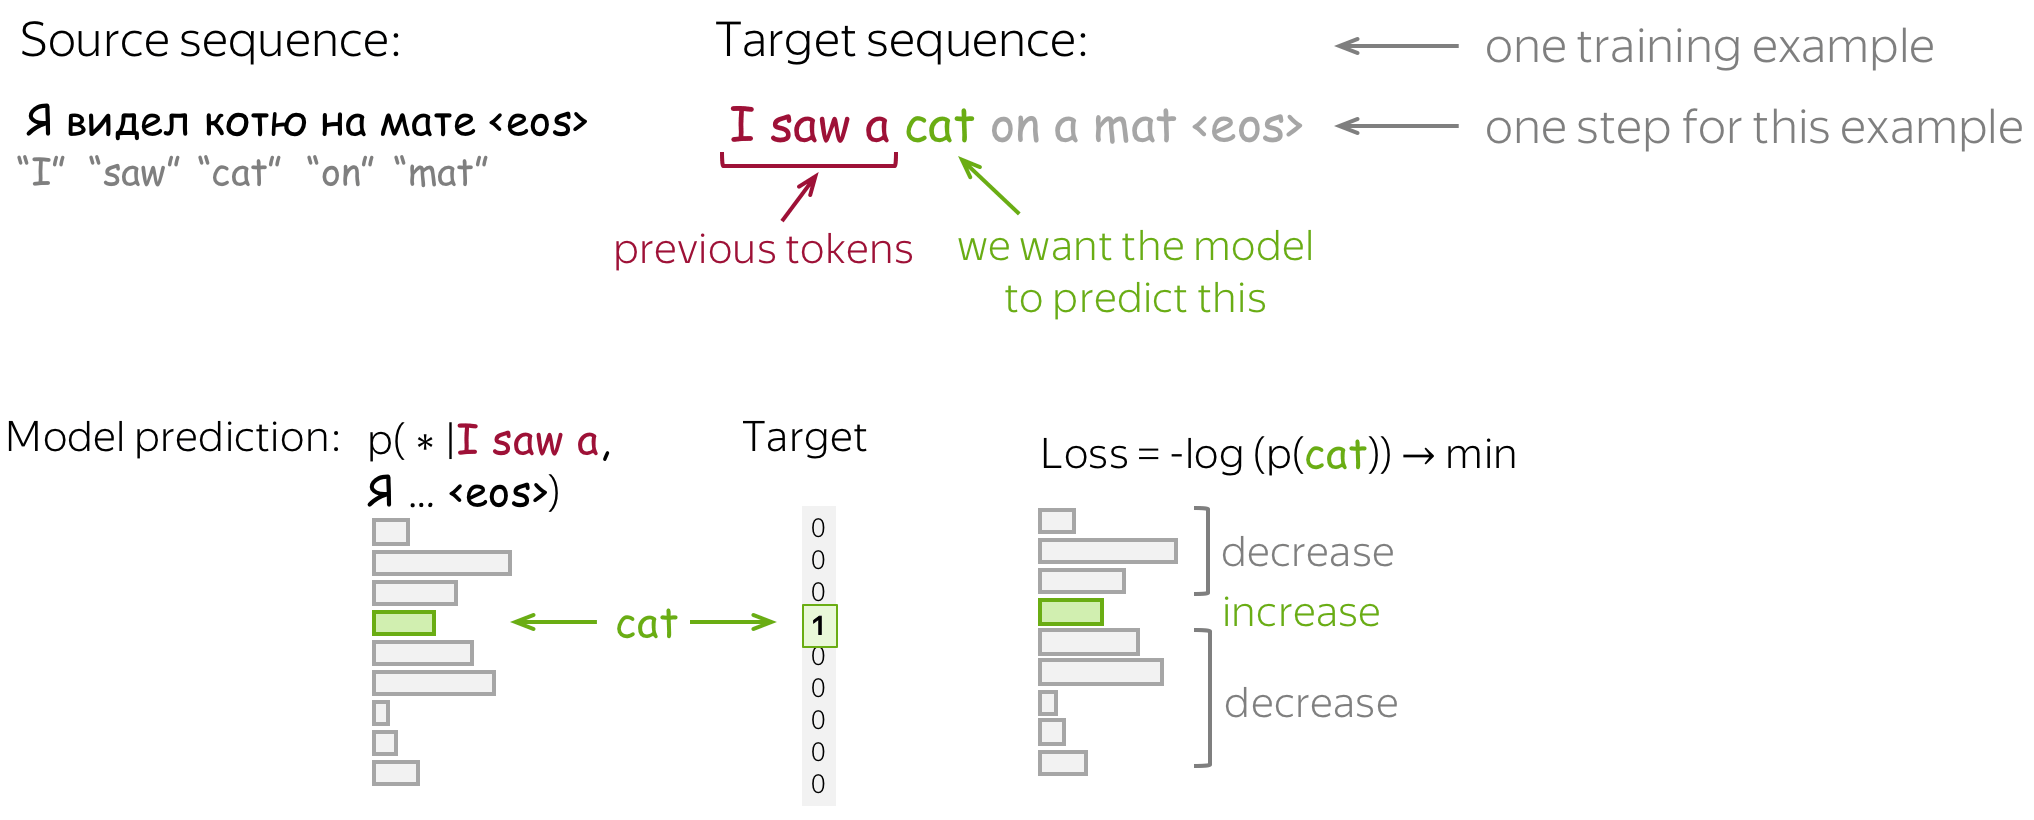 Source sequence:
Target sequence:
one training example
Я видел котю на мате <eos>
I saw a cat on a mat <eos>
one step for this example
“I” “saw” “cat” “on” “mat”
previous tokens
we want the model
to predict this
Model prediction:
p( * |I saw a,
Я ... <eos>)
Target
Loss = -log (p(cat)) → min
0
0
0
1
0
0
0
0
0
cat
decrease
increase
decrease